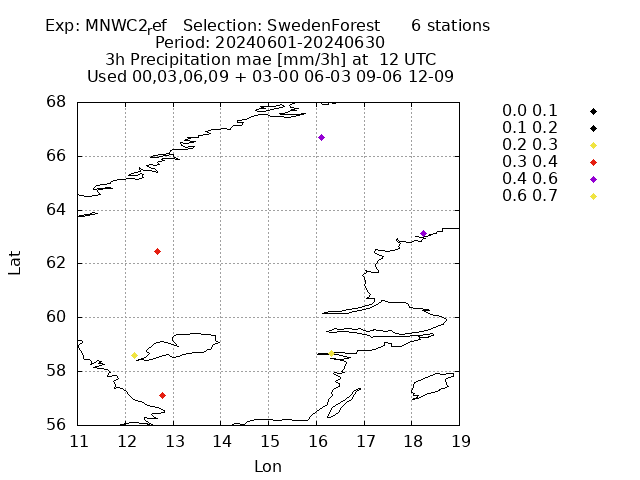 Exp: MNWC2ref   Selection: SwedenForest      6 stations
Period: 20240601-20240630
3h Precipitation mae [mm/3h] at  12 UTC
Used 00,03,06,09 + 03-00 06-03 09-06 12-09
0.0 0.1
0.1 0.2
0.2 0.3
0.3 0.4
0.4 0.6
0.6 0.7
68
66
64
62
60
58
56
Lat
11 12 13 14 15 16 17 18 19
Lon